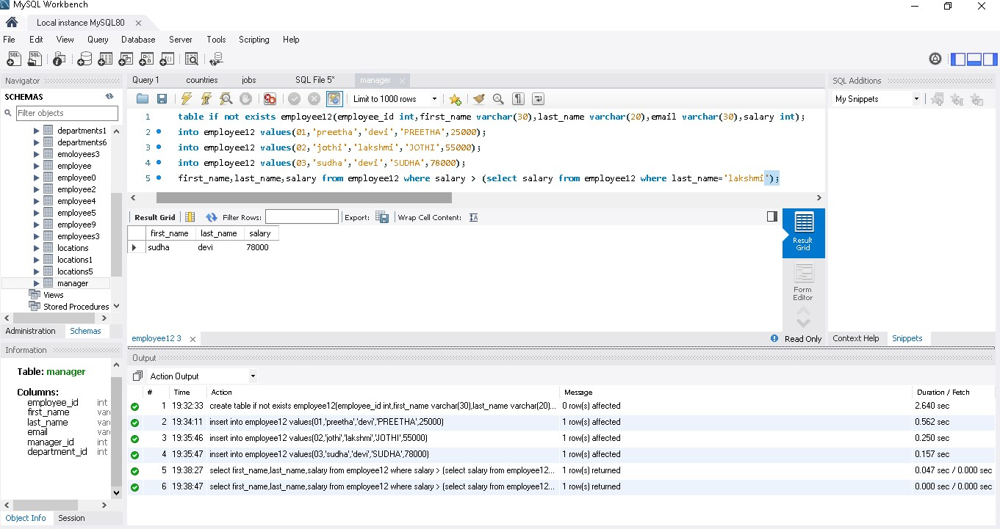 MySQL Workbench
Local instance MySQL80
File Edit View Query Database Server Tools Scripting Help
Navigator
SCHEMAS
Filter objects
departments1
departments6
emoloyees3
employee
employee0
employee2
employee4
employee5
employee9
employees3
locations
locations1
locations5
manager
Views
Stored Procedures
Administration Schemas
Information
Table: manager
Columns:
employee_id int
first_name varc
last_name varc
email varc
manager_id int
department_id int
Object Info Session
Query 1 countries jobs SQL File 5* manager
Limit to 1000 rows
1 table if not exists employee12(employee_id int,first_name varchar(30),last_name varchar(20),email varchar(30),salary int);
2 into employee12 values(01,'preetha','devi','PREETHA',25000);
3 into employee12 values(02,'jothi','lakshmi','JOTHI',55000);
4 into employee12 values(03,'sudha','devi','SUDHA',78000);
5 first_name,last_name,salary from employee12 where salary > (select salary from employee12 where last_name='lakshmi');
Result Grid Filter Rows: Export: Wrap Cell Content:
first_name last_name salary
sudha devi 78000
Result
Grid
Form
Editor
employee12 3
Read Only
SQL Additions
My Snippets
Context Help Snippets
Output
Action Output
# Time Action Message Duration / Fetch
1 19:32:33 create table if not exists employee12(employee_id int,first_name varchar(30),last_name varchar(20)... 0 row(s) affected 2.640 sec
2 19:34:11 insert into employee12 values(01,'preetha','devi','PREETHA',25000) 1 row(s) affected 0.562 sec
3 19:35:46 insert into employee12 values(02,'jothi','lakshmi','JOTHI',55000) 1 row(s) affected 0.250 sec
4 19:35:47 insert into employee12 values(03,'sudha','devi','SUDHA',78000) 1 row(s) affected 0.157 sec
5 19:38:27 select first_name,last_name,salary from employee12 where salary > (select salary from employee12... 1 row(s) returned 0.047 sec / 0.000 sec
6 19:38:47 select first_name,last_name,salary from employee12 where salary > (select salary from employee12... 1 row(s) returned 0.000 sec / 0.000 sec